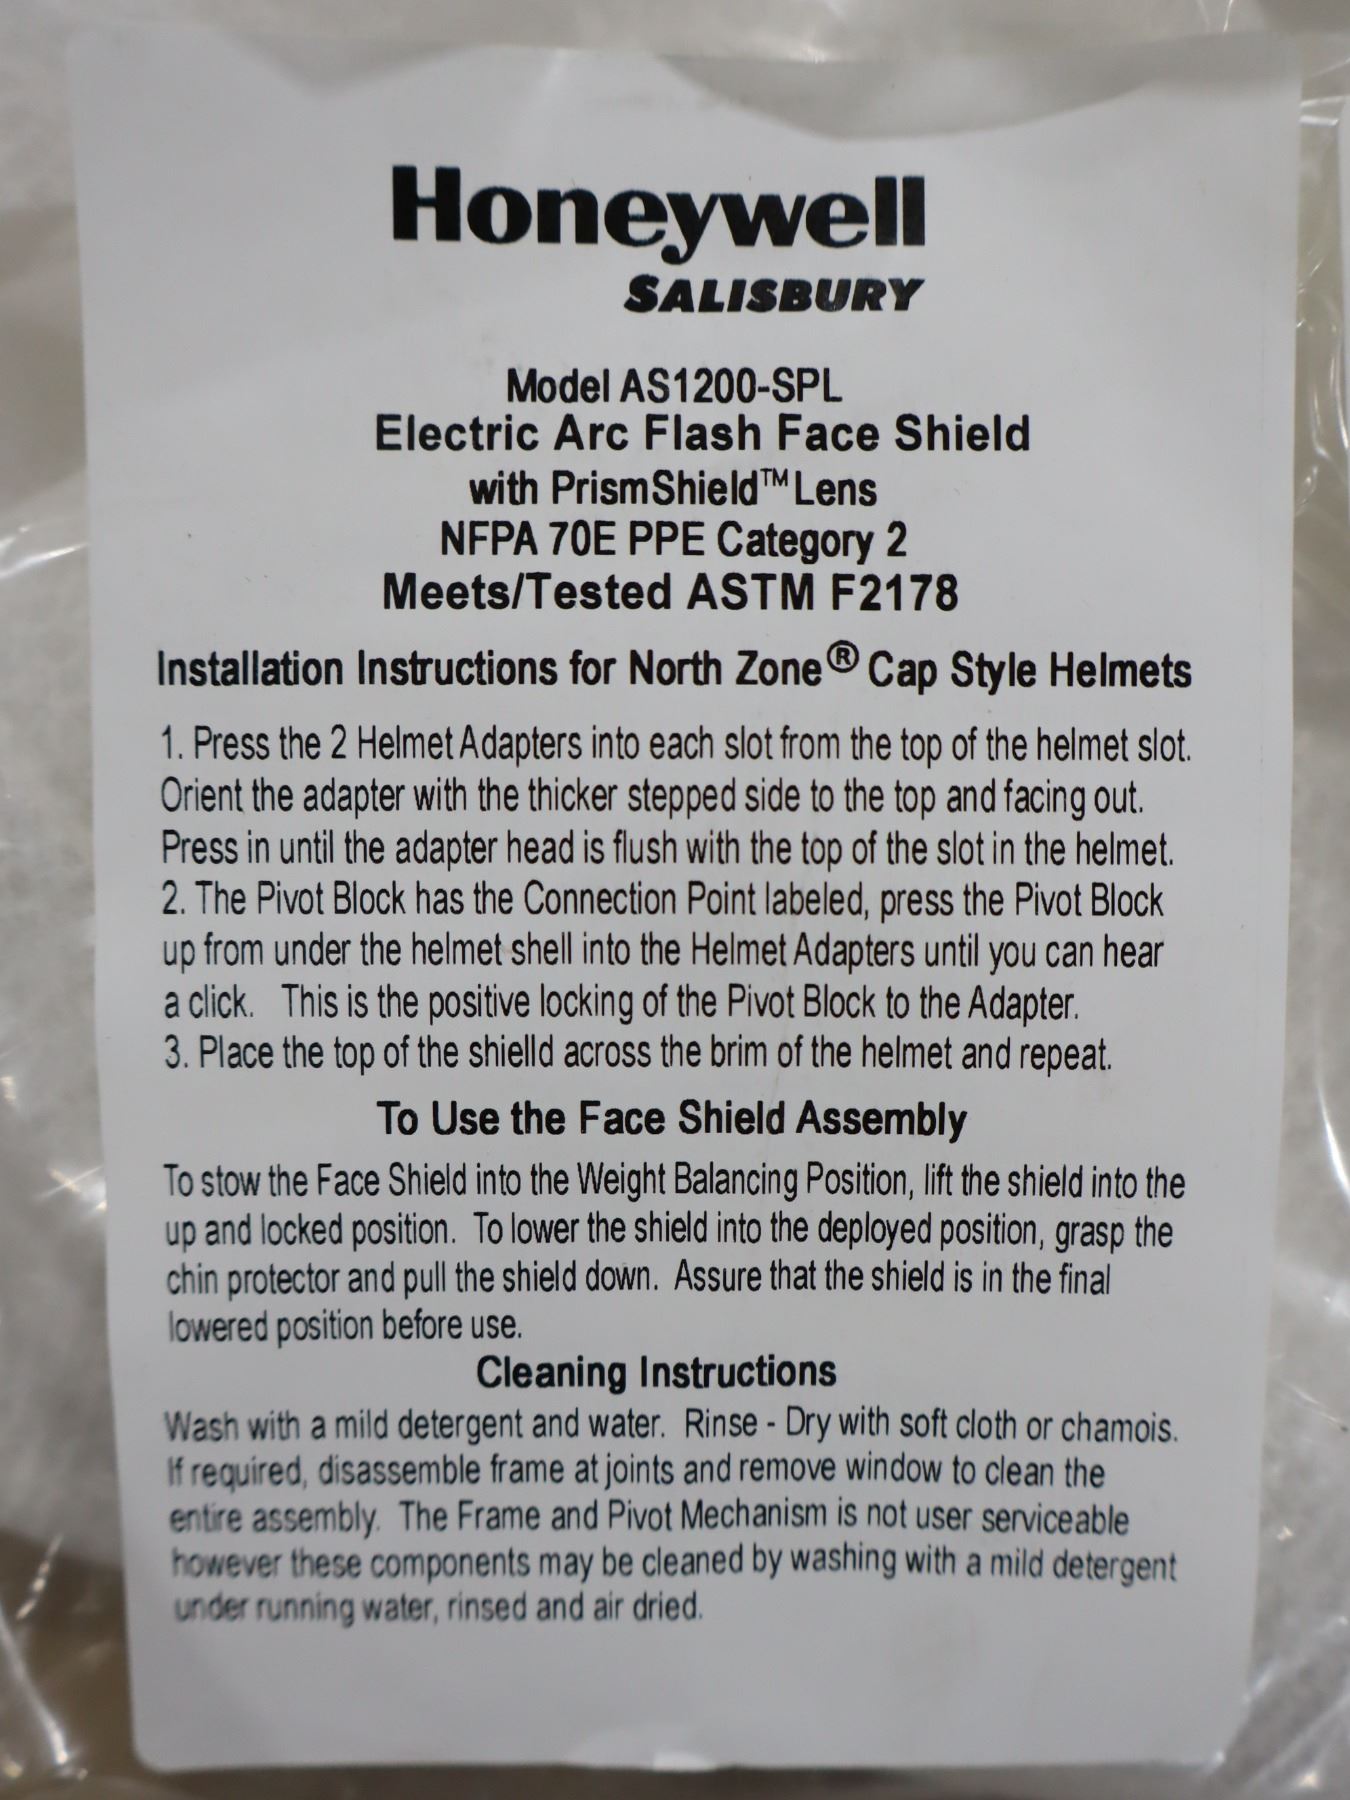 Honeywell
SALISBURY
Model AS1200-SPL
Electric Arc Flash Face Shield
with PrismShield™ Lens
NFPA 70E PPE Category 2
Meets/Tested ASTM F2178
Installation Instructions for North Zone® Cap Style Helmets
1. Press the 2 Helmet Adapters into each slot from the top of the helmet slot.
Orient the adapter with the thicker stepped side to the top and facing out.
Press in until the adapter head is flush with the top of the slot in the helmet.
2. The Pivot Block has the Connection Point labeled, press the Pivot Block
up from under the helmet shell into the Helmet Adapters until you can hear
a click. This is the positive locking of the Pivot Block to the Adapter.
3. Place the top of the shielld across the brim of the helmet and repeat.
To Use the Face Shield Assembly
To stow the Face Shield into the Weight Balancing Position, lift the shield into the
up and locked position. To lower the shield into the deployed position, grasp the
chin protector and pull the shield down. Assure that the shield is in the final
lowered position before use.
Cleaning Instructions
Wash with a mild detergent and water. Rinse - Dry with soft cloth or chamois.
If required, disassemble frame at joints and remove window to clean the
entire assembly. The Frame and Pivot Mechanism is not user serviceable
however these components may be cleaned by washing with a mild detergent
under running water, rinsed and air dried.